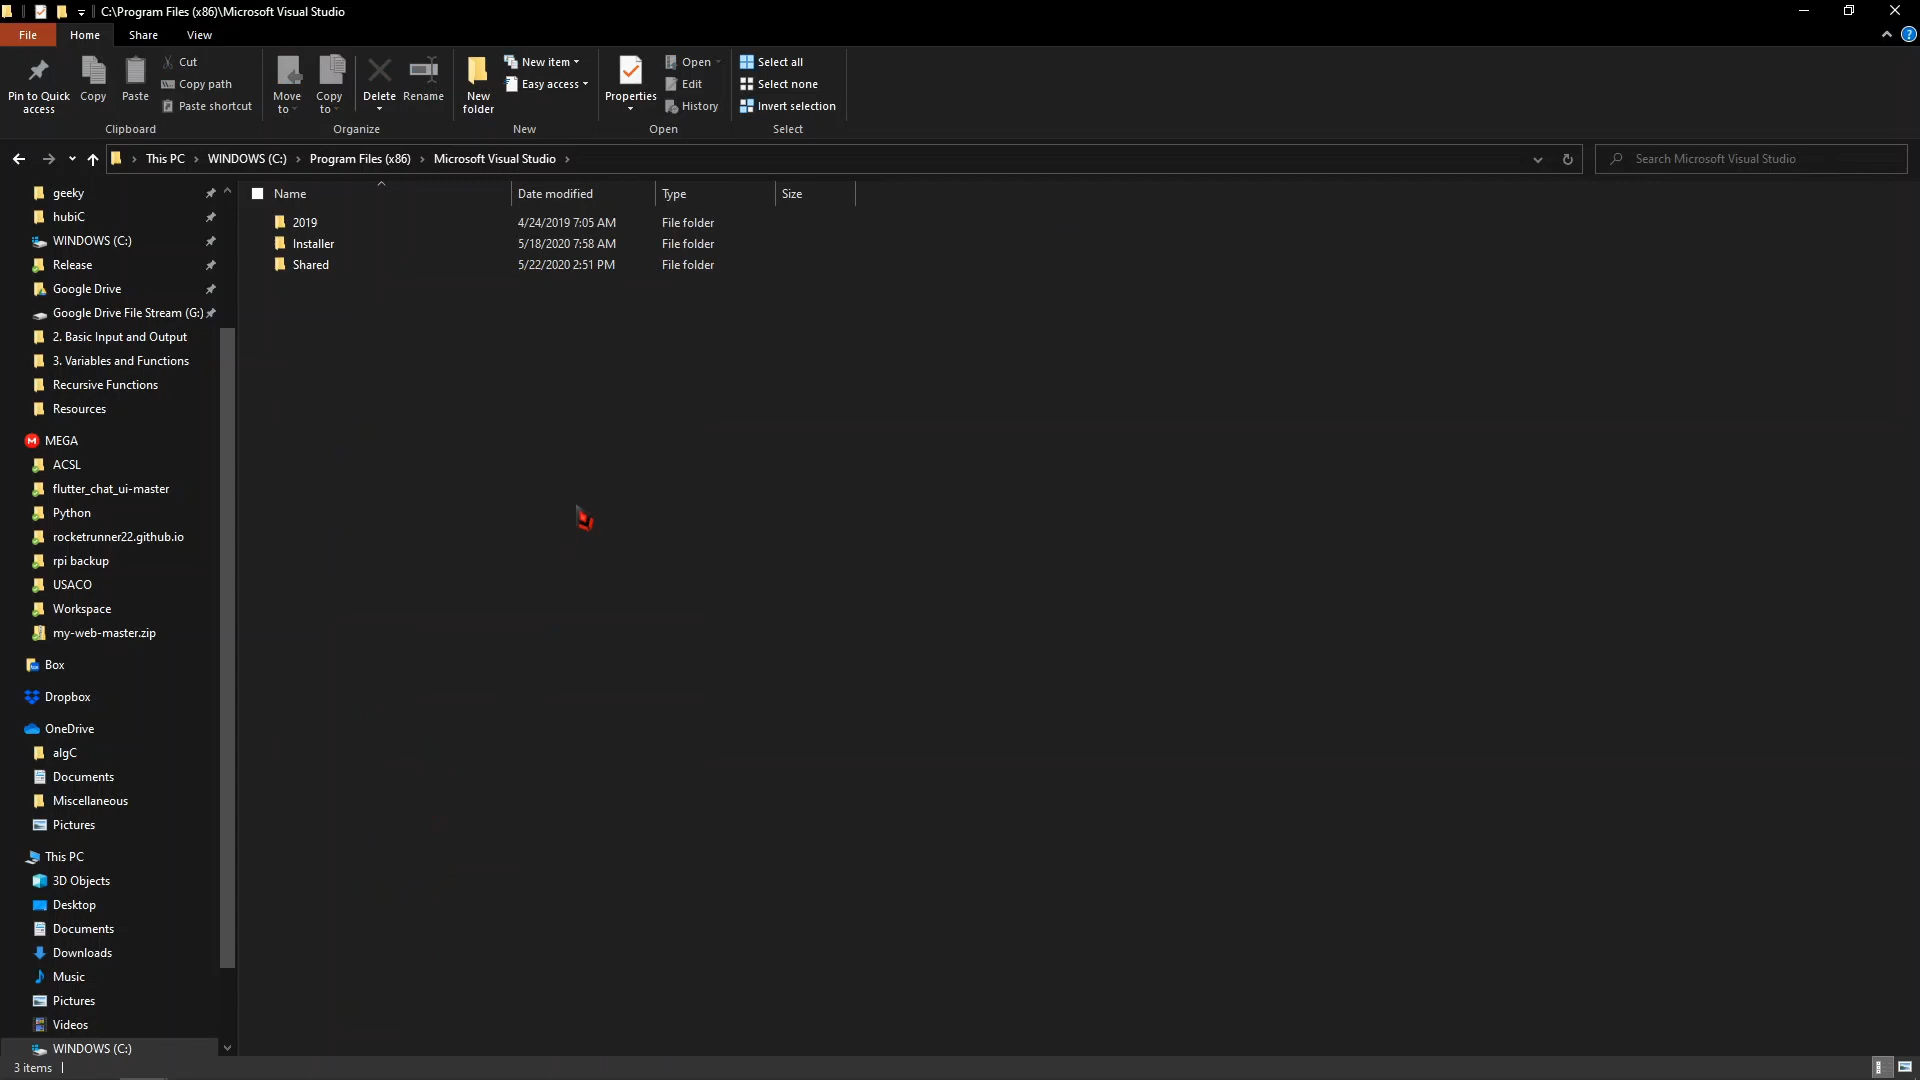 C:\Program Files (x86)\Microsoft Visual Studio
File Home Share View
Pin to Quick access
Copy
Paste
Cut
Copy path
Paste shortcut
Clipboard
Move to
Copy to
Delete
Rename
Organize
New folder
New item
Easy access
New
Properties
Open
Edit
History
Open
Select all
Select none
Invert selection
Select
This PC > WINDOWS (C:) > Program Files (x86) > Microsoft Visual Studio >
Search Microsoft Visual Studio
Name Date modified Type Size
2019 4/24/2019 7:05 AM File folder
Installer 5/18/2020 7:58 AM File folder
Shared 5/22/2020 2:51 PM File folder
geeky
hubiC
WINDOWS (C:)
Release
Google Drive
Google Drive File Stream (G:)
2. Basic Input and Output
3. Variables and Functions
Recursive Functions
Resources
MEGA
ACSL
flutter_chat_ui-master
Python
rocketrunner22.github.io
rpi backup
USACO
Workspace
my-web-master.zip
Box
Dropbox
OneDrive
algC
Documents
Miscellaneous
Pictures
This PC
3D Objects
Desktop
Documents
Downloads
Music
Pictures
Videos
WINDOWS (C:)
3 items